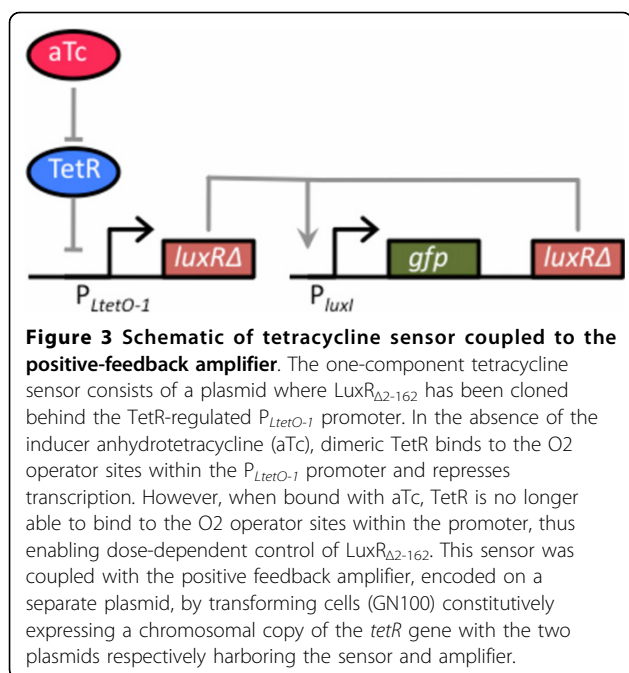 aTc
TetR
luxRΔ
gfp
luxRΔ
P_LtetO-1
P_luxI
Figure 3 Schematic of tetracycline sensor coupled to the
positive-feedback amplifier. The one-component tetracycline
sensor consists of a plasmid where LuxR_Δ2-162 has been cloned
behind the TetR-regulated P_LtetO-1 promoter. In the absence of the
inducer anhydrotetracycline (aTc), dimeric TetR binds to the O2
operator sites within the P_LtetO-1 promoter and represses
transcription. However, when bound with aTc, TetR is no longer
able to bind to the O2 operator sites within the promoter, thus
enabling dose-dependent control of LuxR_Δ2-162. This sensor was
coupled with the positive feedback amplifier, encoded on a
separate plasmid, by transforming cells (GN100) constitutively
expressing a chromosomal copy of the tetR gene with the two
plasmids respectively harboring the sensor and amplifier.